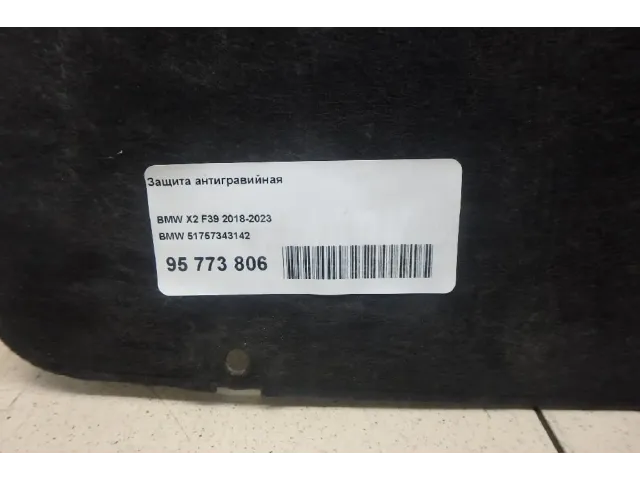 Защита антигравийная
BMW X2 F39 2018-2023
BMW 51757343142
95 773 806